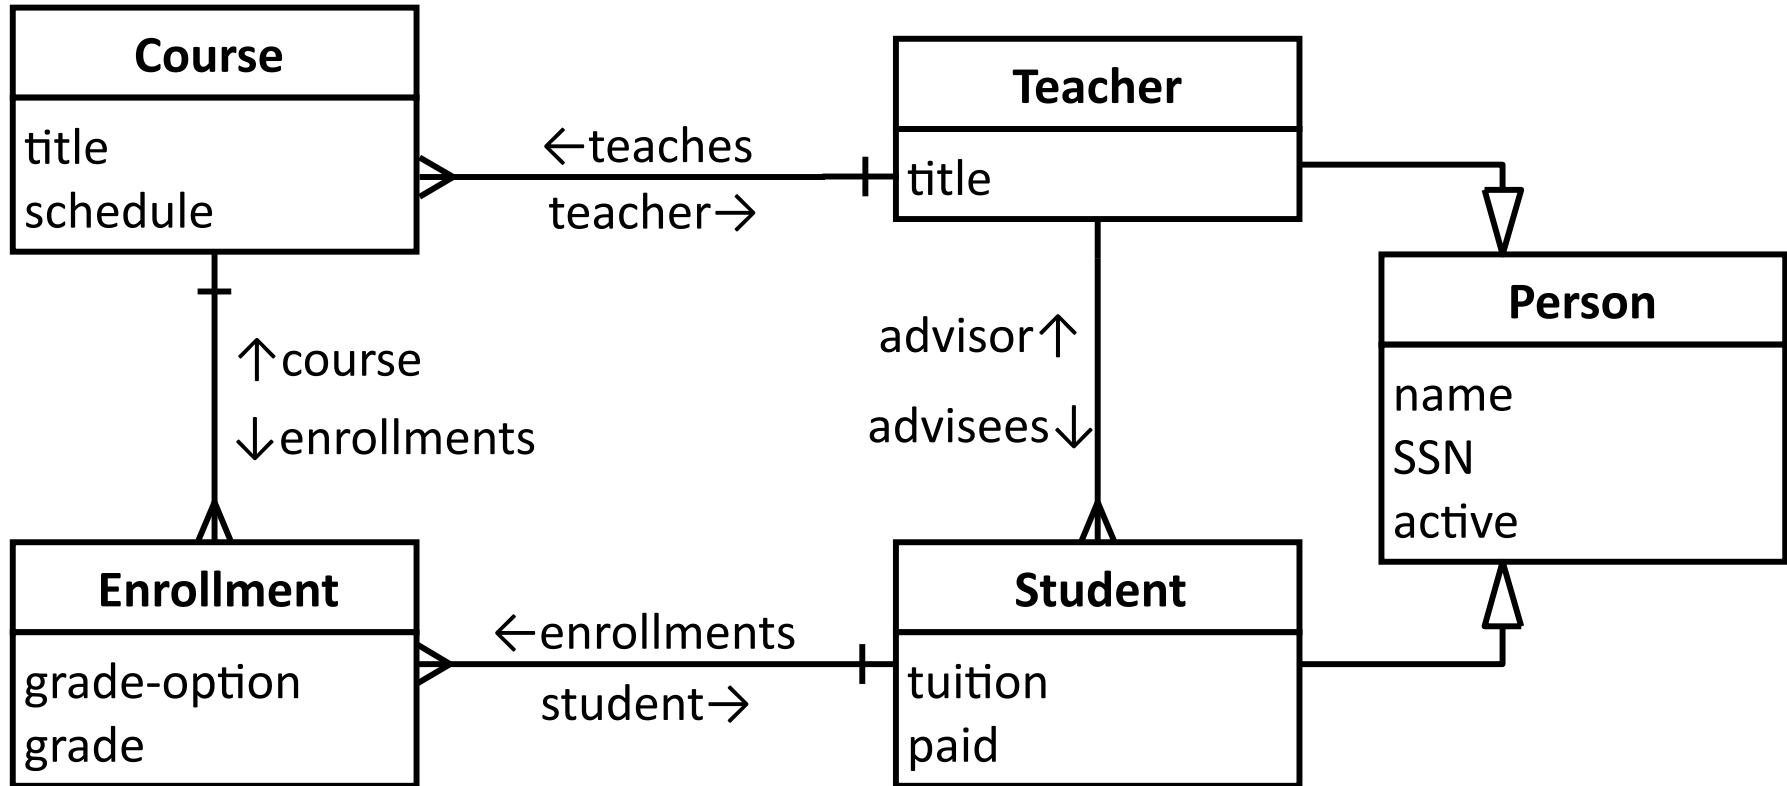 Course
title
schedule
←teaches
teacher→
Teacher
title
Person
name
SSN
active
↑course
↓enrollments
advisor↑
advisees↓
Enrollment
grade-option
grade
←enrollments
student→
Student
tuition
paid